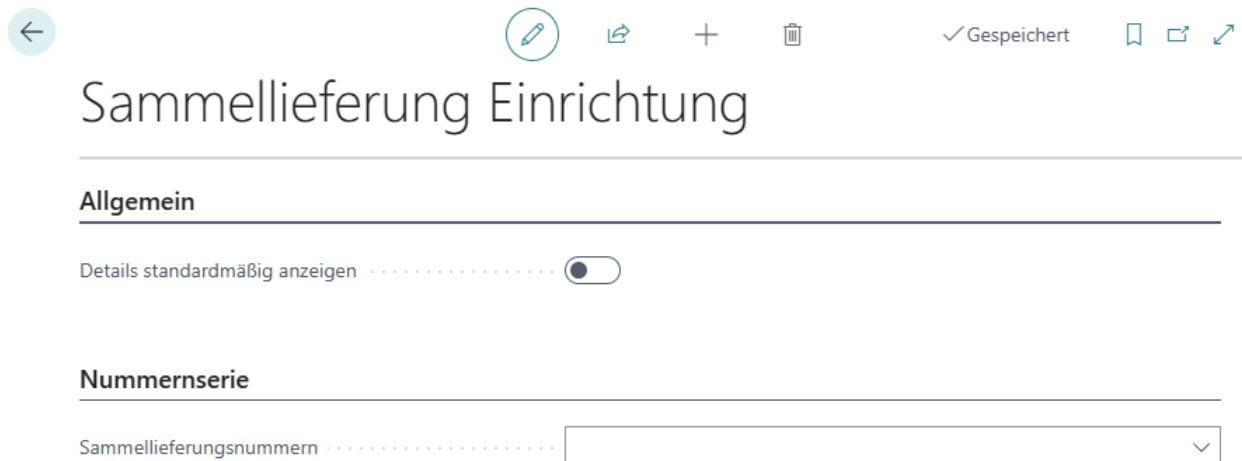 Gespeichert
Sammellieferung Einrichtung
Allgemein
Details standardmäßig anzeigen
Nummernserie
Sammellieferungsnummern